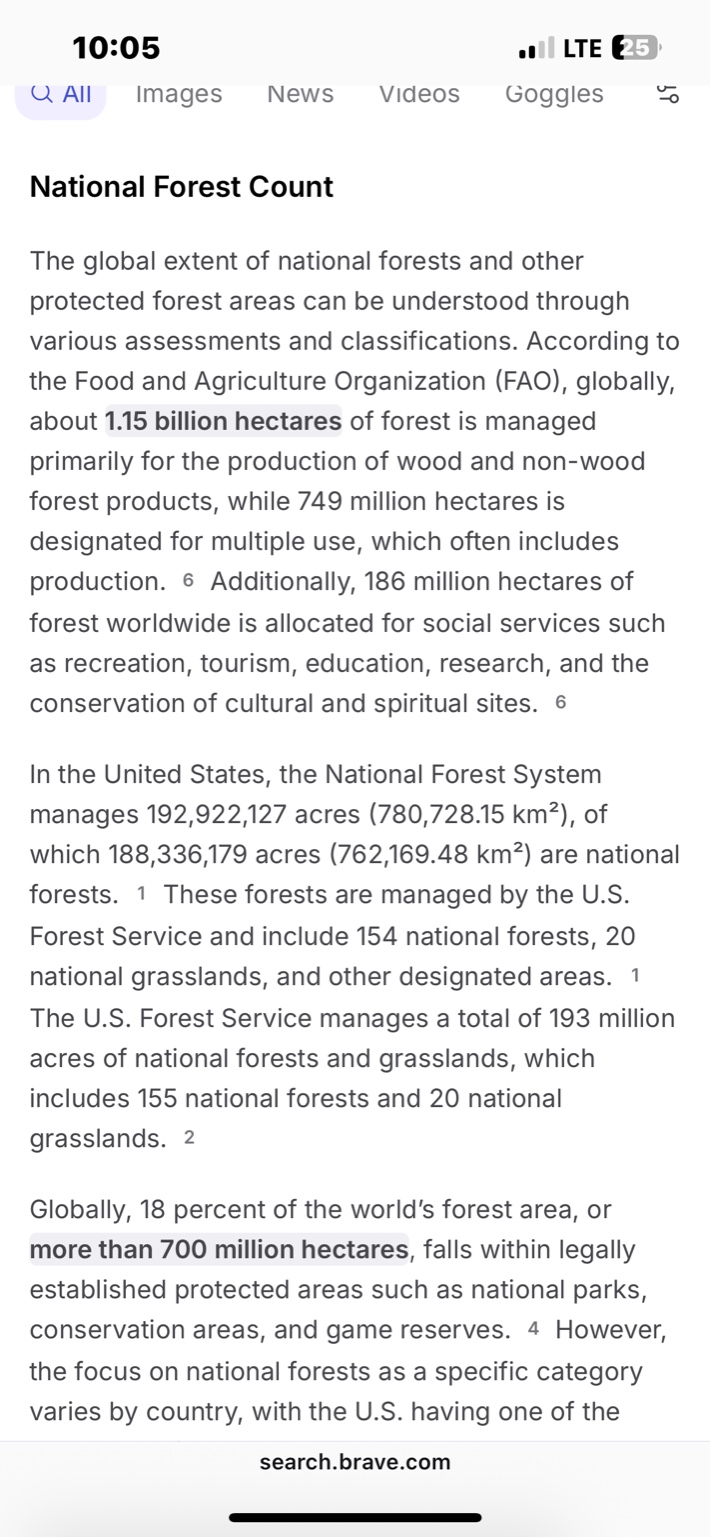 10:05
LTE 25
All Images News Videos Goggles
National Forest Count
The global extent of national forests and other
protected forest areas can be understood through
various assessments and classifications. According to
the Food and Agriculture Organization (FAO), globally,
about 1.15 billion hectares of forest is managed
primarily for the production of wood and non-wood
forest products, while 749 million hectares is
designated for multiple use, which often includes
production. 6 Additionally, 186 million hectares of
forest worldwide is allocated for social services such
as recreation, tourism, education, research, and the
conservation of cultural and spiritual sites. 6
In the United States, the National Forest System
manages 192,922,127 acres (780,728.15 km²), of
which 188,336,179 acres (762,169.48 km²) are national
forests. 1 These forests are managed by the U.S.
Forest Service and include 154 national forests, 20
national grasslands, and other designated areas. 1
The U.S. Forest Service manages a total of 193 million
acres of national forests and grasslands, which
includes 155 national forests and 20 national
grasslands. 2
Globally, 18 percent of the world’s forest area, or
more than 700 million hectares, falls within legally
established protected areas such as national parks,
conservation areas, and game reserves. 4 However,
the focus on national forests as a specific category
varies by country, with the U.S. having one of the
search.brave.com